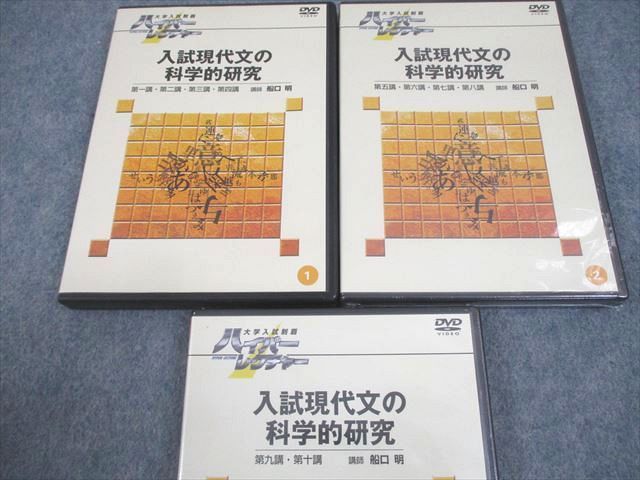 大学入試制覇
ハイパー
レクチャー
DVD
VIDEO
入試現代文の
科学的研究
第一講・第二講・第三講・第四講 講師 船口 明
1
大学入試制覇
ハイパー
レクチャー
DVD
VIDEO
入試現代文の
科学的研究
第五講・第六講・第七講・第八講 講師 船口 明
2
大学入試制覇
ハイパー
レクチャー
HYPER LECTURE
DVD
VIDEO
入試現代文の
科学的研究
第九講・第十講 講師 船口 明